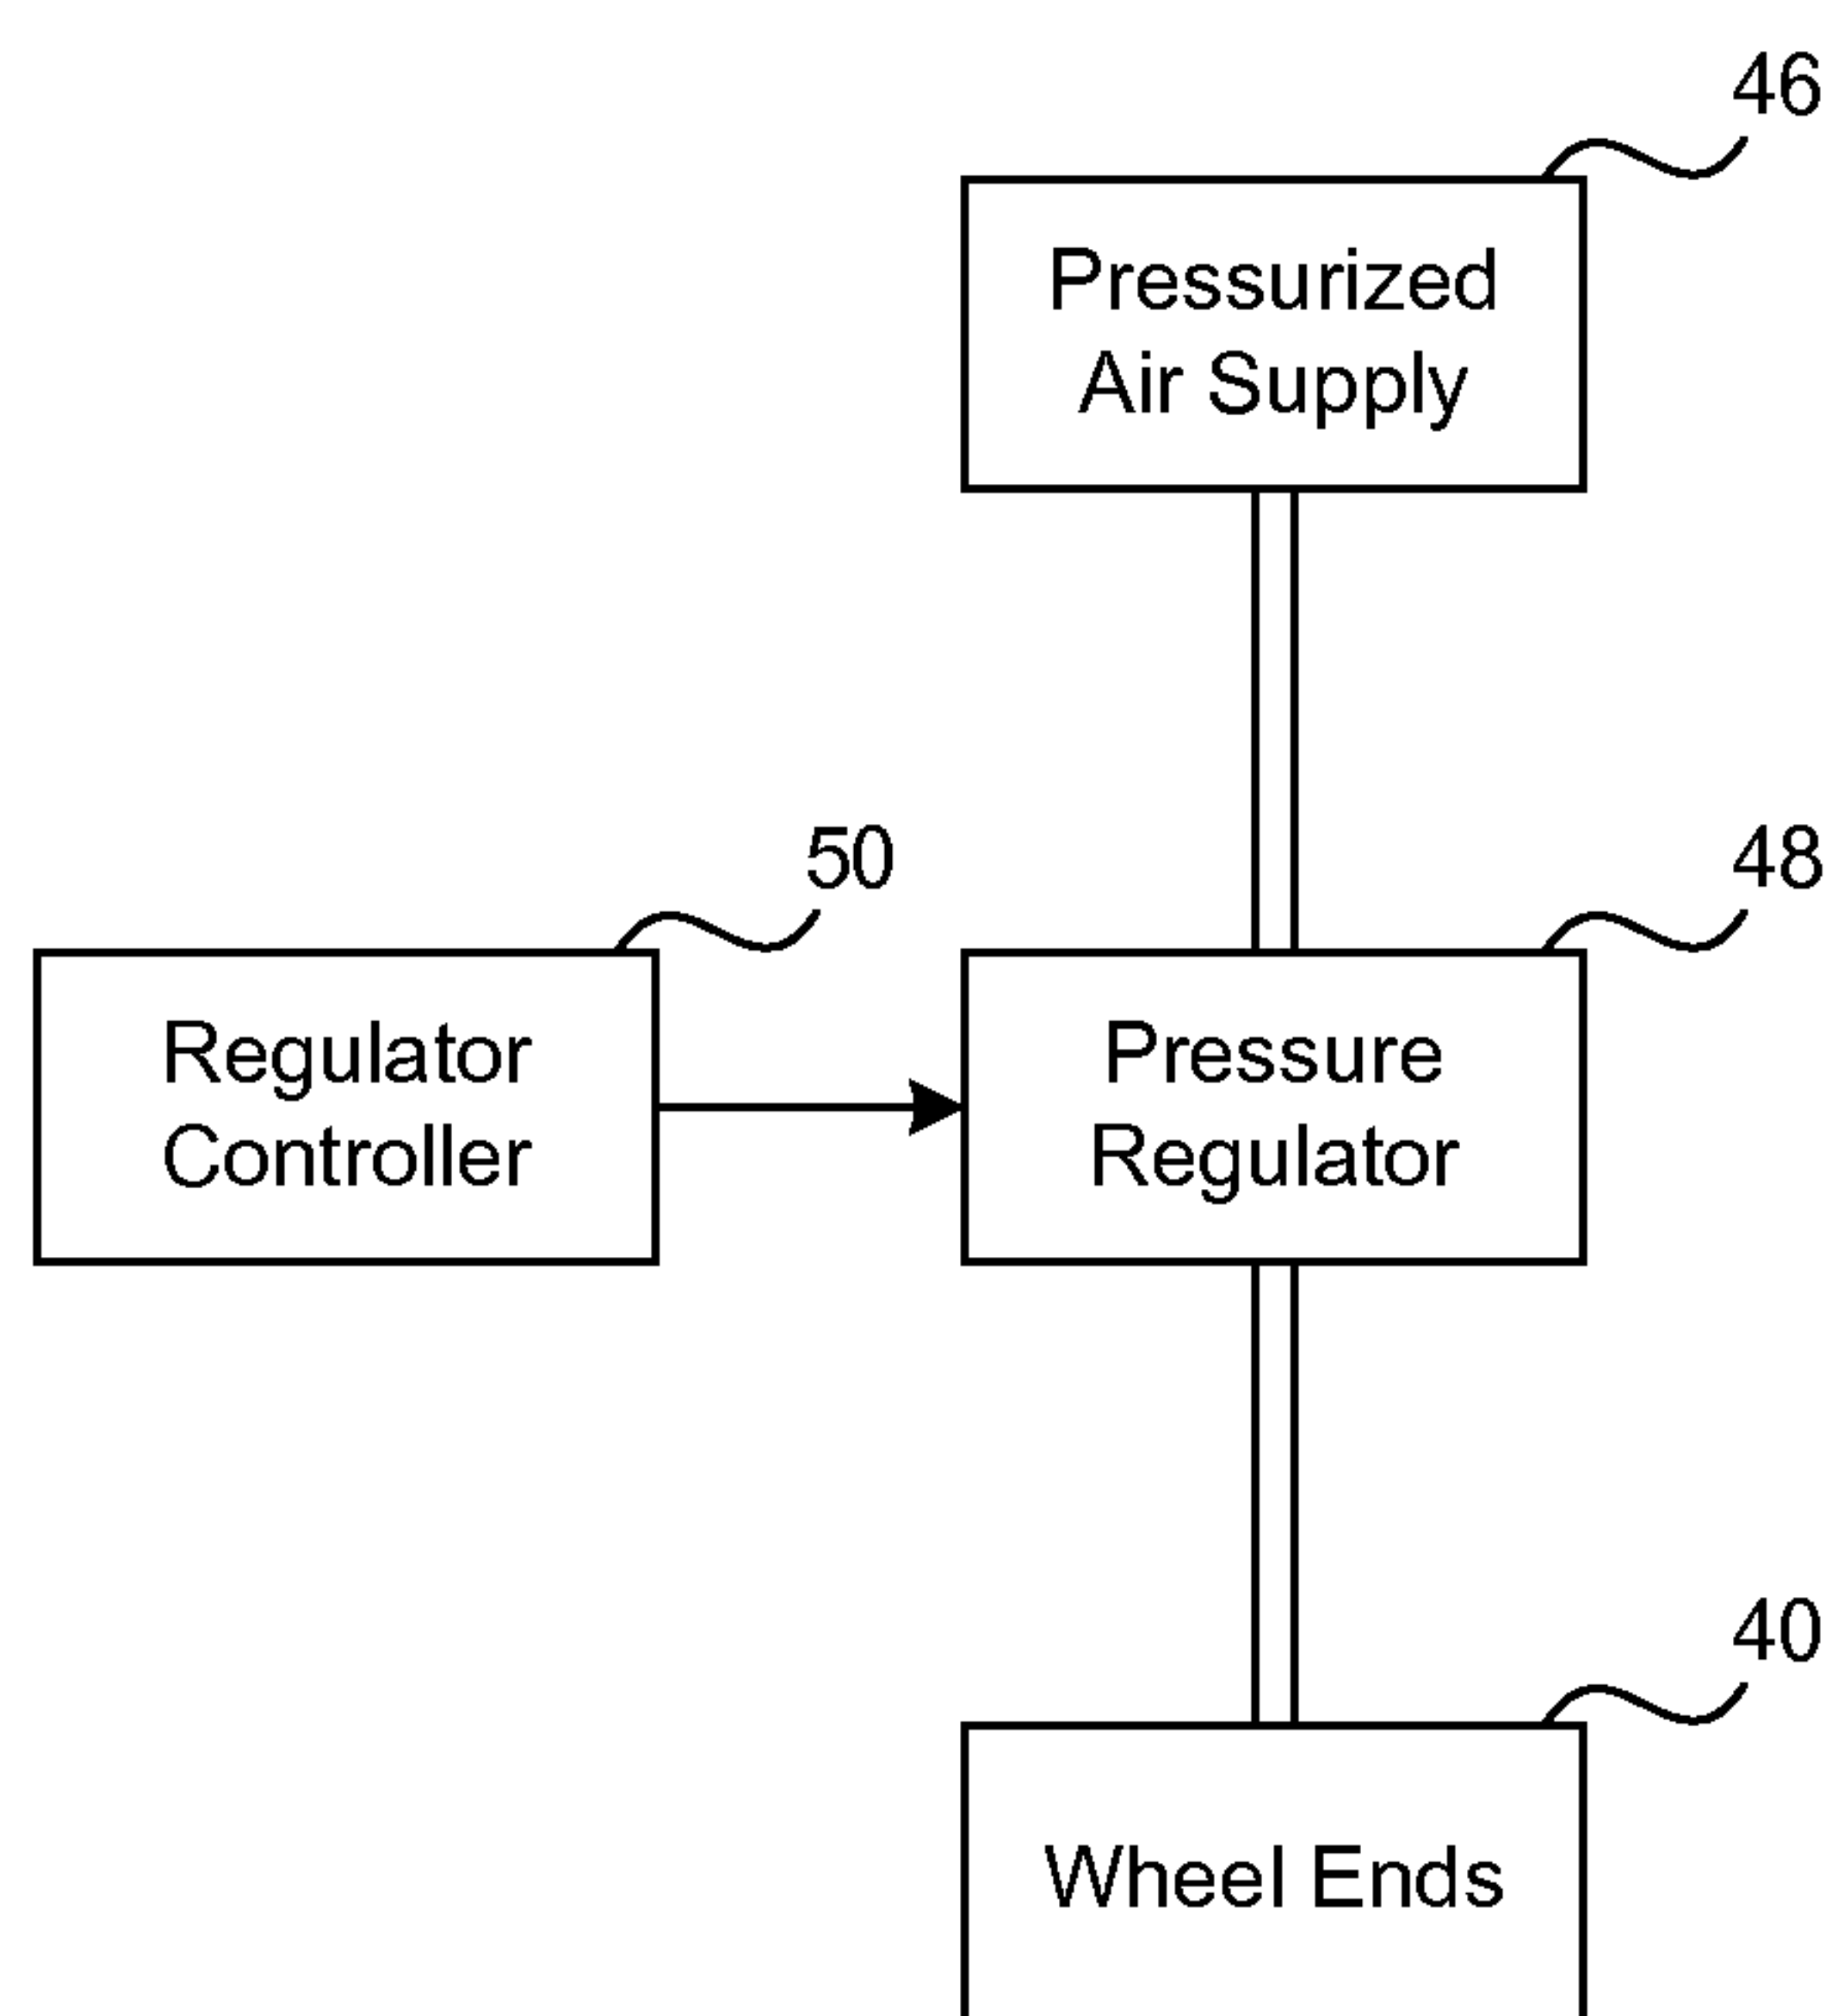 46
Pressurized
Air Supply
50
48
Regulator
Controller
Pressure
Regulator
40
Wheel Ends